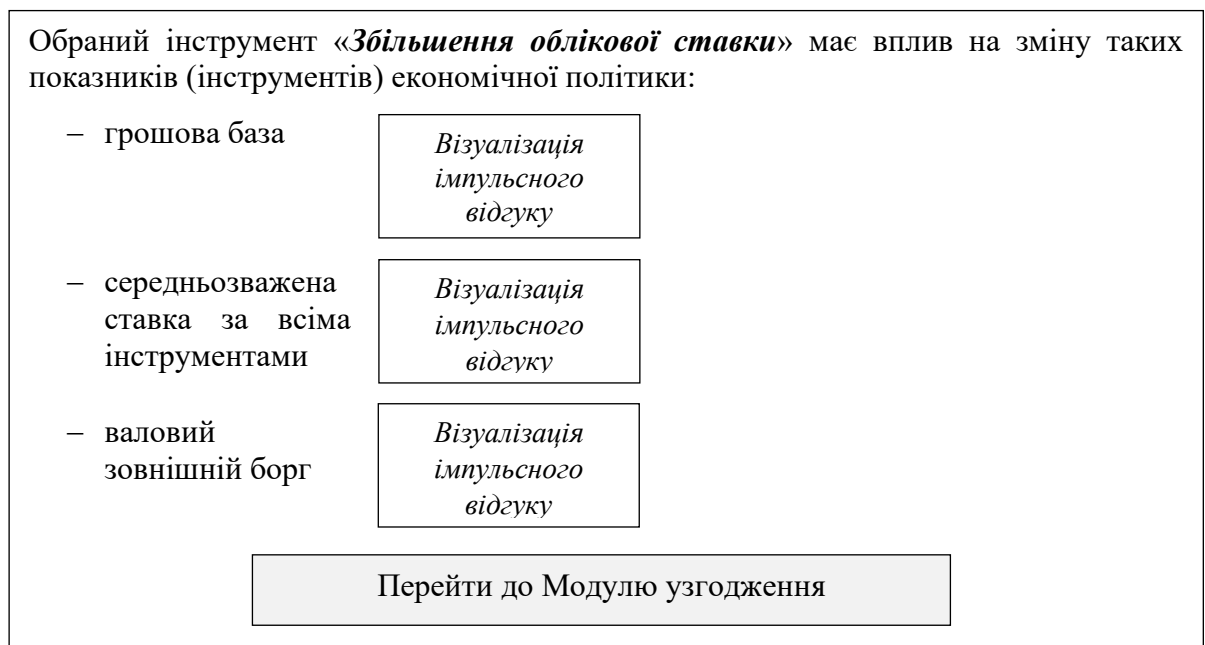 Обраний інструмент «Збільшення облікової ставки» має вплив на зміну таких
показників (інструментів) економічної політики:
– грошова база
Візуалізація
імпульсного
відгуку
– середньозважена
ставка за всіма
інструментами
Візуалізація
імпульсного
відгуку
– валовий
зовнішній борг
Візуалізація
імпульсного
відгуку
Перейти до Модулю узгодження